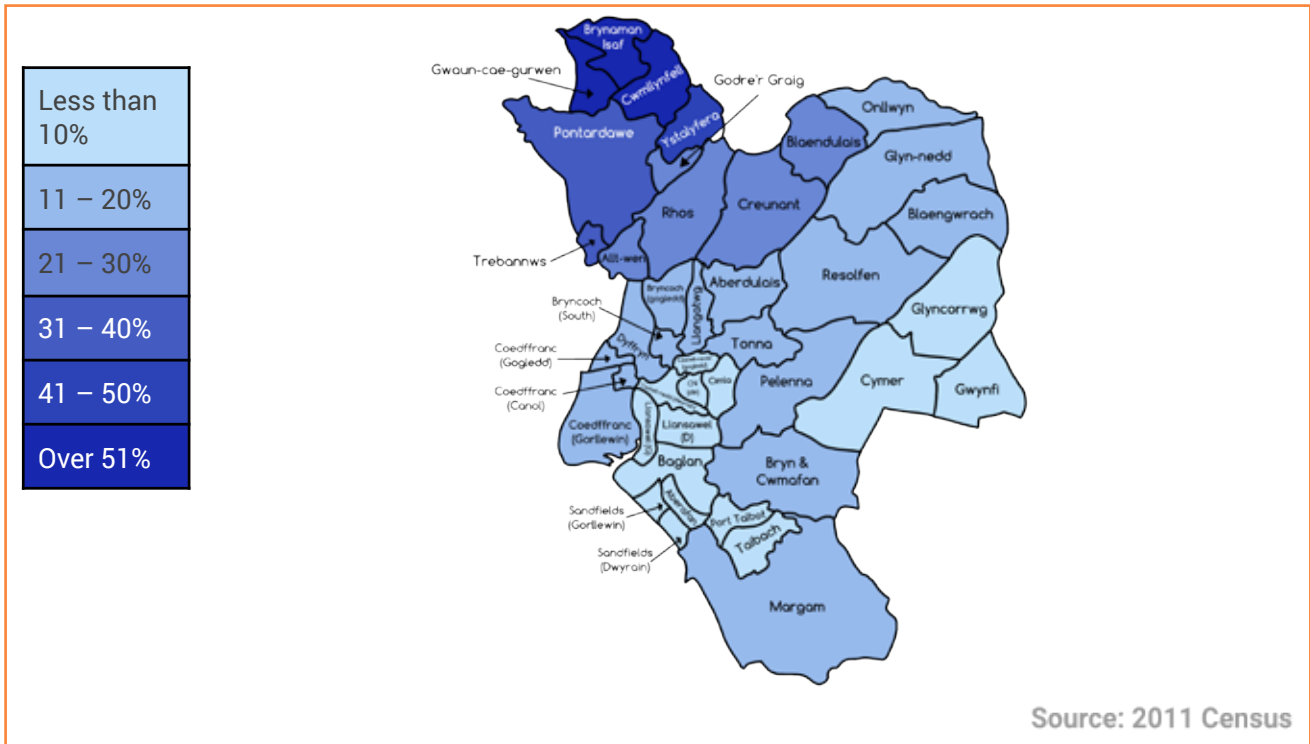 Less than
10%
11 – 20%
21 – 30%
31 – 40%
41 – 50%
Over 51%
Brynaman
Isaf
Gwaun-cae-gurwen
Cwmllynfell
Godre'r Graig
Ystalyfera
Pontardawe
Onllwyn
Blaendulais
Glyn-nedd
Rhos
Creunant
Blaengwrach
Trebannws
Allt-wen
Resolfen
Aberdulais
Bryncoch
(gogledd)
Llangatwg
Glyncorrwg
Bryncoch
(South)
Dyffryn
Tonna
Coedffranc
(Gogledd)
Cimla
Pelenna
Cymer
Gwynfi
Coedffranc
(Canol)
Coedffranc
(Gorllewin)
Llansawel (G)
Llansawel
(D)
Baglan
Bryn &
Cwmafan
Sandfields
(Gorllewin)
Aberafan
Port Talbot
Taibach
Sandfields
(Dwyrain)
Margam
Source: 2011 Census